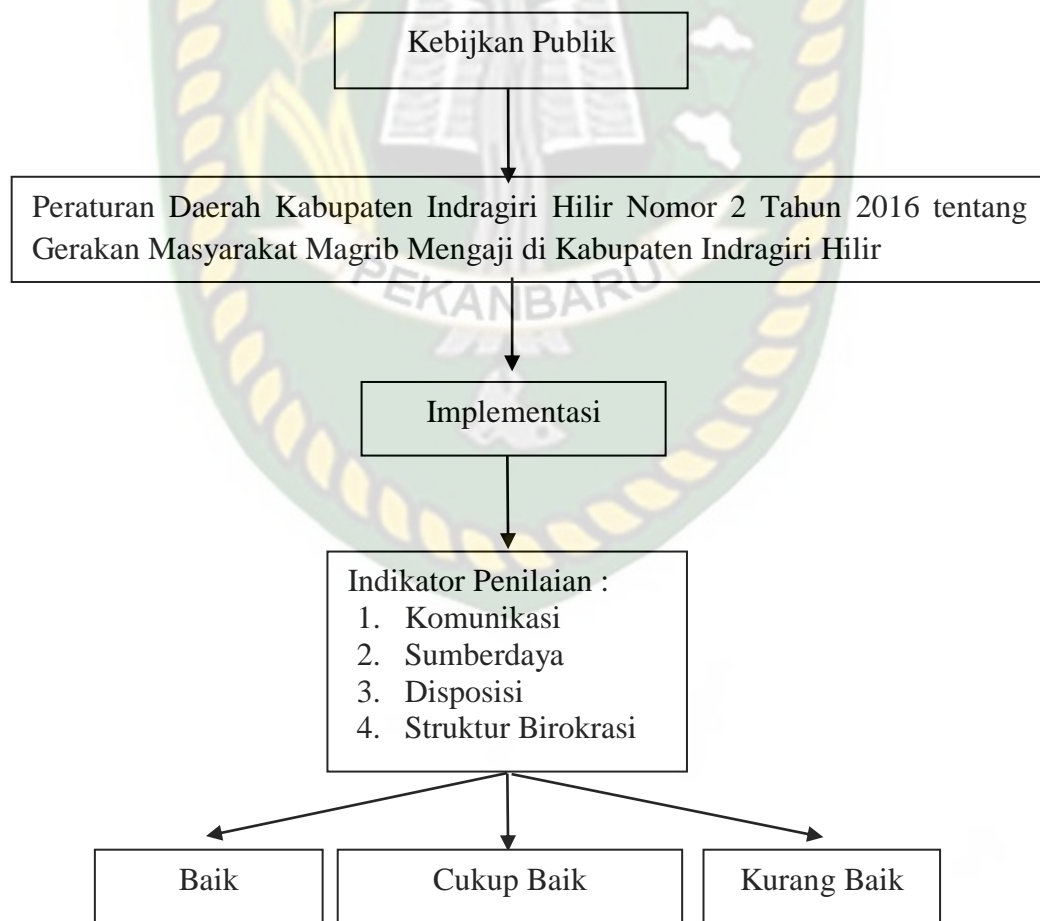 Kebijkan Publik
Peraturan Daerah Kabupaten Indragiri Hilir Nomor 2 Tahun 2016 tentang
Gerakan Masyarakat Magrib Mengaji di Kabupaten Indragiri Hilir
PEKANBARU
Implementasi
Indikator Penilaian :
1. Komunikasi
2. Sumberdaya
3. Disposisi
4. Struktur Birokrasi
Baik
Cukup Baik
Kurang Baik